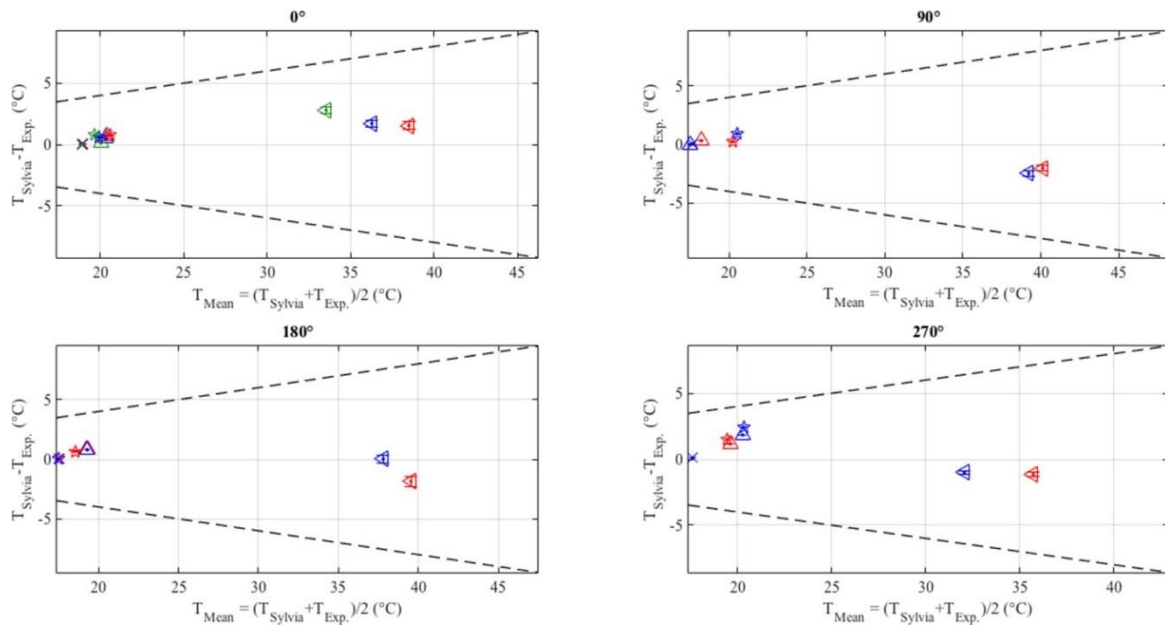 0°
T_Sylvia-T_Exp. (°C)
5
0
-5
20 25 30 35 40 45
T_Mean = (T_Sylvia+T_Exp.)/2 (°C)
90°
T_Sylvia-T_Exp. (°C)
5
0
-5
20 25 30 35 40
T_Mean = (T_Sylvia+T_Exp.)/2 (°C)
180°
T_Sylvia-T_Exp. (°C)
5
0
-5
20 25 30 35 40 45
T_Mean = (T_Sylvia+T_Exp.)/2 (°C)
270°
T_Sylvia-T_Exp. (°C)
5
0
-5
20 25 30 35 40
T_Mean = (T_Sylvia+T_Exp.)/2 (°C)